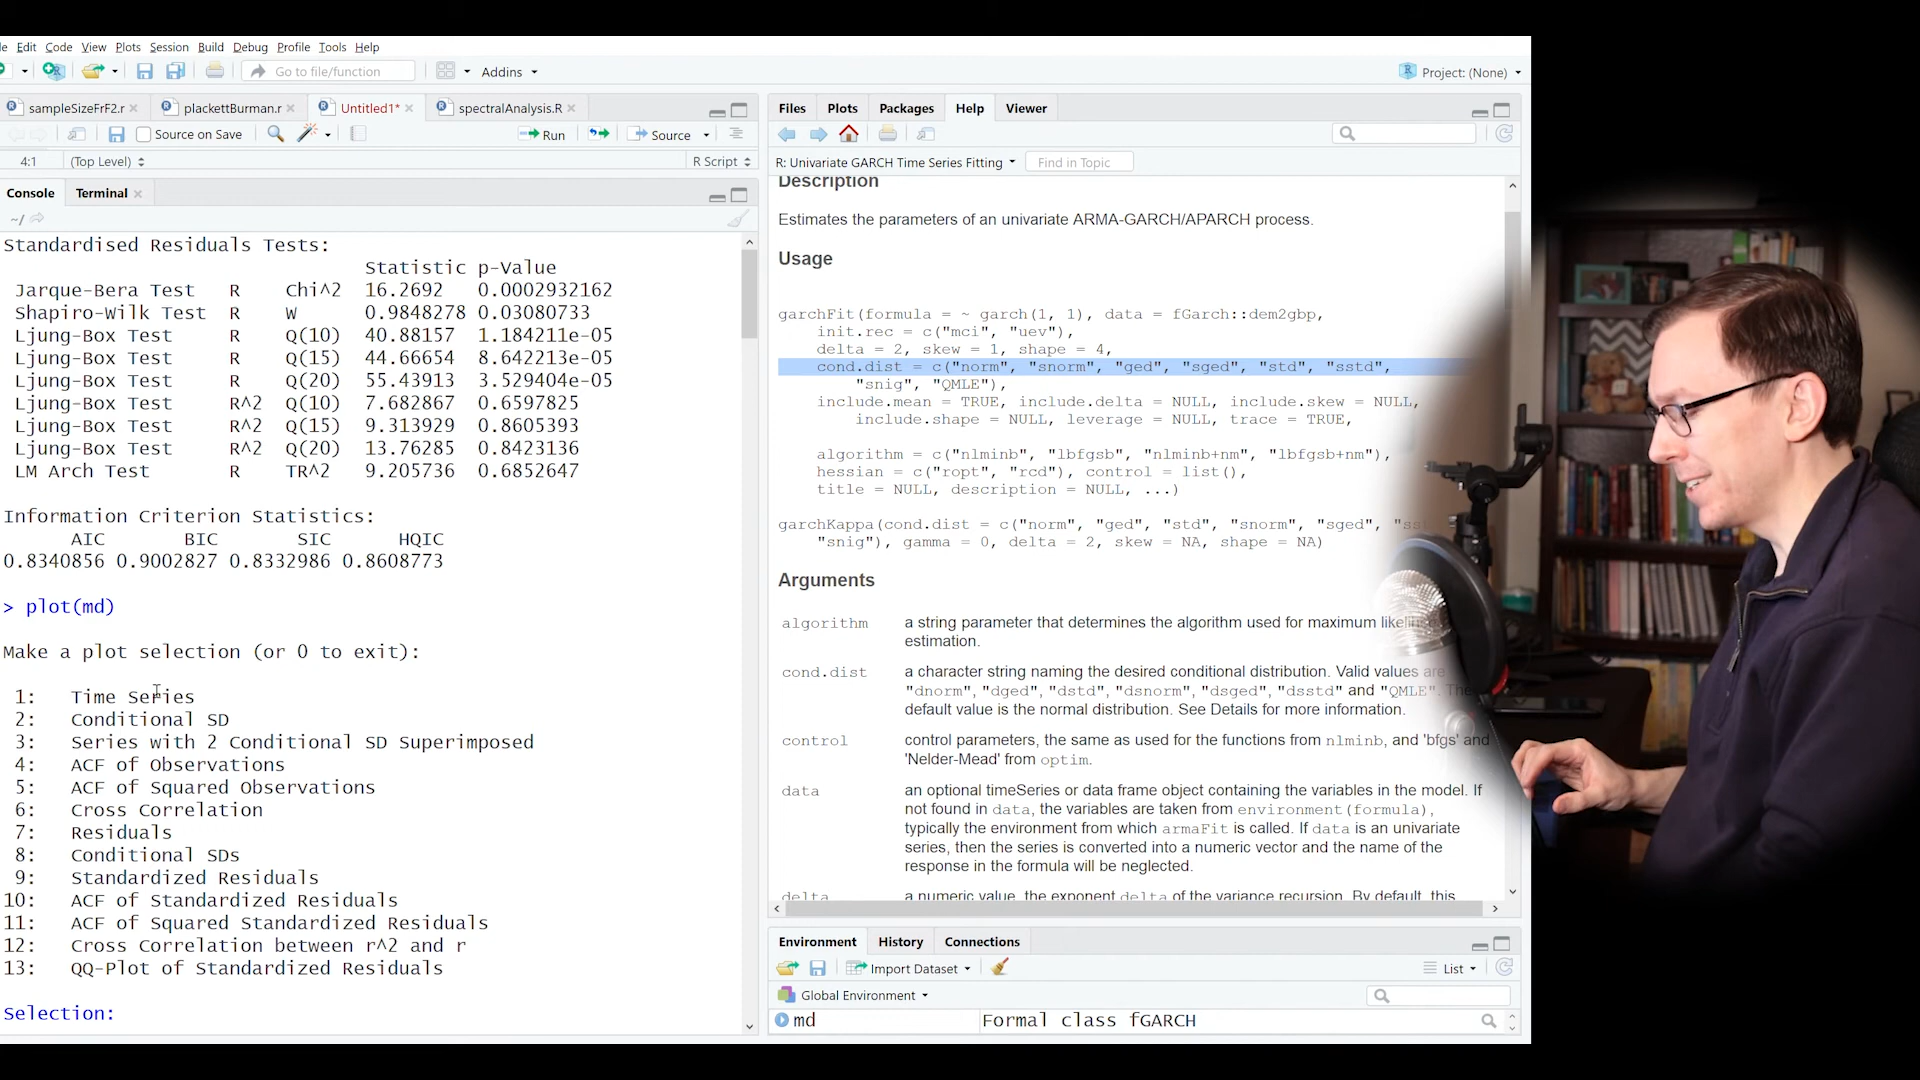 le Edit Code View Plots Session Build Debug Profile Tools Help
Go to file/function
Addins
Project: (None)
sampleSizeFrF2.r
plackettBurman.r
Untitled1*
spectralAnalysis.R
Source on Save
Run
Source
4:1
(Top Level)
R Script
Console
Terminal
~/
Standardised Residuals Tests:
Statistic p-Value
Jarque-Bera Test R Chi^2 16.2692 0.0002932162
Shapiro-Wilk Test R W 0.9848278 0.03080733
Ljung-Box Test R Q(10) 40.88157 1.184211e-05
Ljung-Box Test R Q(15) 44.66654 8.642213e-05
Ljung-Box Test R Q(20) 55.43913 3.529404e-05
Ljung-Box Test R^2 Q(10) 7.682867 0.6597825
Ljung-Box Test R^2 Q(15) 9.313929 0.8605393
Ljung-Box Test R^2 Q(20) 13.76285 0.8423136
LM Arch Test R TR^2 9.205736 0.6852647
Information Criterion Statistics:
AIC BIC SIC HQIC
0.8340856 0.9002827 0.8332986 0.8608773
> plot(md)
Make a plot selection (or 0 to exit):
1: Time Series
2: Conditional SD
3: Series with 2 Conditional SD Superimposed
4: ACF of Observations
5: ACF of Squared Observations
6: Cross Correlation
7: Residuals
8: Conditional SDs
9: Standardized Residuals
10: ACF of Standardized Residuals
11: ACF of Squared Standardized Residuals
12: Cross Correlation between r^2 and r
13: QQ-Plot of Standardized Residuals
Selection:
Files Plots Packages Help Viewer
R: Univariate GARCH Time Series Fitting
Find in Topic
Description
Estimates the parameters of an univariate ARMA-GARCH/APARCH process.
Usage
garchFit(formula = ~ garch(1, 1), data = fGarch::dem2gbp,
init.rec = c("mci", "uev"),
delta = 2, skew = 1, shape = 4,
cond.dist = c("norm", "snorm", "ged", "sged", "std", "sstd",
"snig", "QMLE"),
include.mean = TRUE, include.delta = NULL, include.skew = NULL,
include.shape = NULL, leverage = NULL, trace = TRUE,
algorithm = c("nlminb", "lbfgsb", "nlminb+nm", "lbfgsb+nm"),
hessian = c("ropt", "rcd"), control = list(),
title = NULL, description = NULL, ...)
garchKappa(cond.dist = c("norm", "ged", "std", "snorm", "sged",
"snig"), gamma = 0, delta = 2, skew = NA, shape = NA)
Arguments
algorithm a string parameter that determines the algorithm used for maximum
estimation.
cond.dist a character string naming the desired conditional distribution. Valid values are
"dnorm", "dged", "dstd", "dsnorm", "dsged", "dsstd" and "QMLE". The
default value is the normal distribution. See Details for more information.
control control parameters, the same as used for the functions from nlminb, and 'bfgs' and
'Nelder-Mead' from optim.
data an optional timeSeries or data frame object containing the variables in the model. If
not found in data, the variables are taken from environment(formula),
typically the environment from which armaFit is called. If data is an univariate
series, then the series is converted into a numeric vector and the name of the
response in the formula will be neglected.
delta a numeric value, the exponent delta of the variance recursion. By default, this
Environment History Connections
Import Dataset
List
Global Environment
md Formal class fGARCH